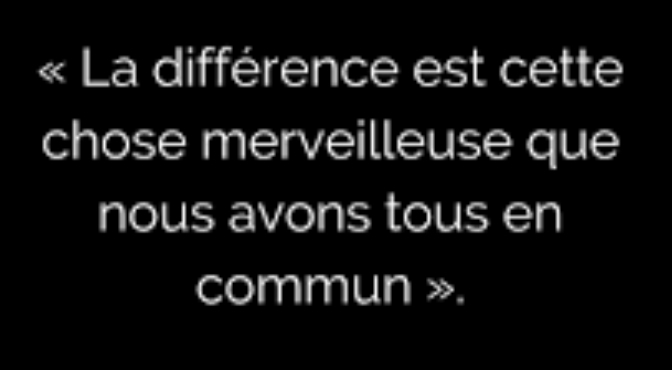 « La différence est cette
chose merveilleuse que
nous avons tous en
commun ».